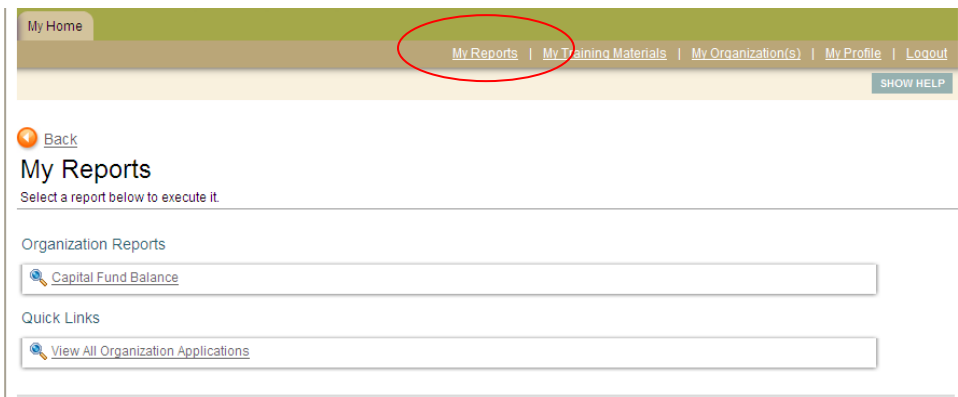 My Home
My Reports | My Training Materials | My Organization(s) | My Profile | Logout
SHOW HELP
Back
My Reports
Select a report below to execute it.
Organization Reports
Capital Fund Balance
Quick Links
View All Organization Applications